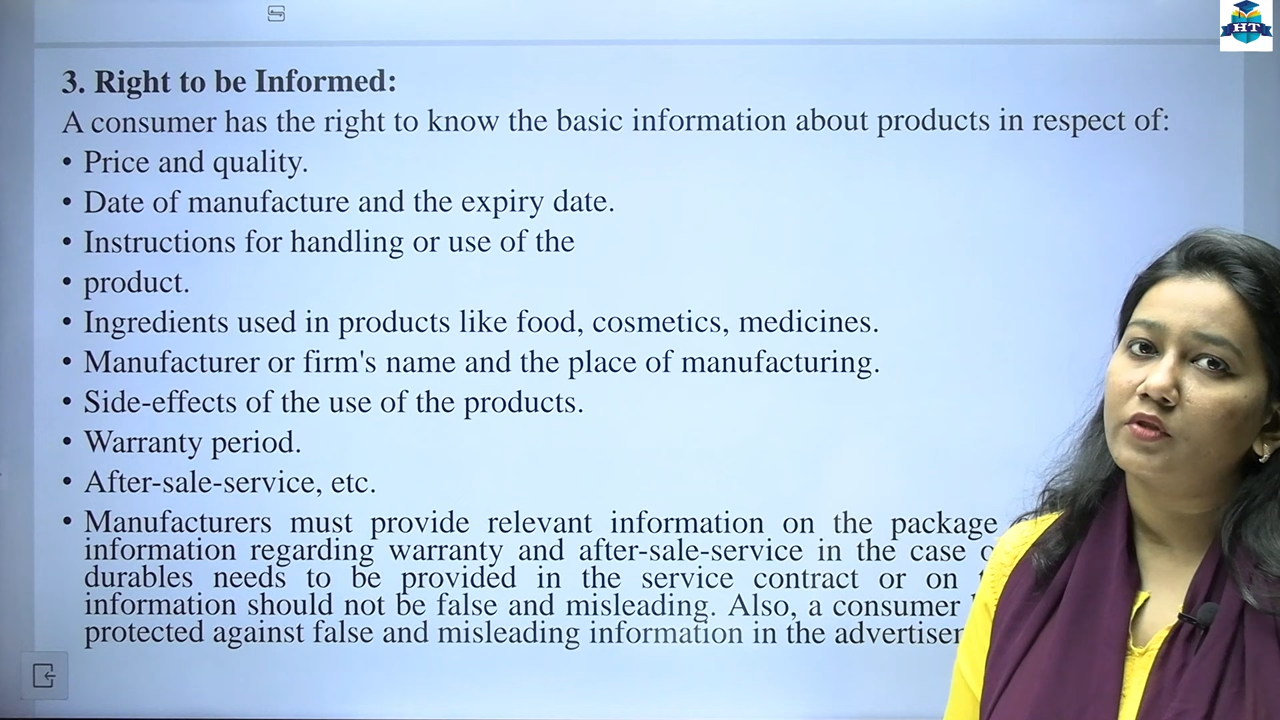 HT
3. Right to be Informed:
A consumer has the right to know the basic information about products in respect of:
• Price and quality.
• Date of manufacture and the expiry date.
• Instructions for handling or use of the
• product.
• Ingredients used in products like food, cosmetics, medicines.
• Manufacturer or firm's name and the place of manufacturing.
• Side-effects of the use of the products.
• Warranty period.
• After-sale-service, etc.
• Manufacturers must provide relevant information on the package
information regarding warranty and after-sale-service in the case
durables needs to be provided in the service contract or on
information should not be false and misleading. Also, a consumer
protected against false and misleading information in the